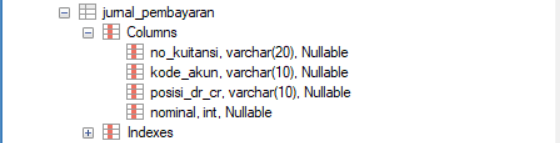 jurnal_pembayaran
Columns
no_kuitansi, varchar(20), Nullable
kode_akun, varchar(10), Nullable
posisi_dr_cr, varchar(10), Nullable
nominal, int, Nullable
Indexes